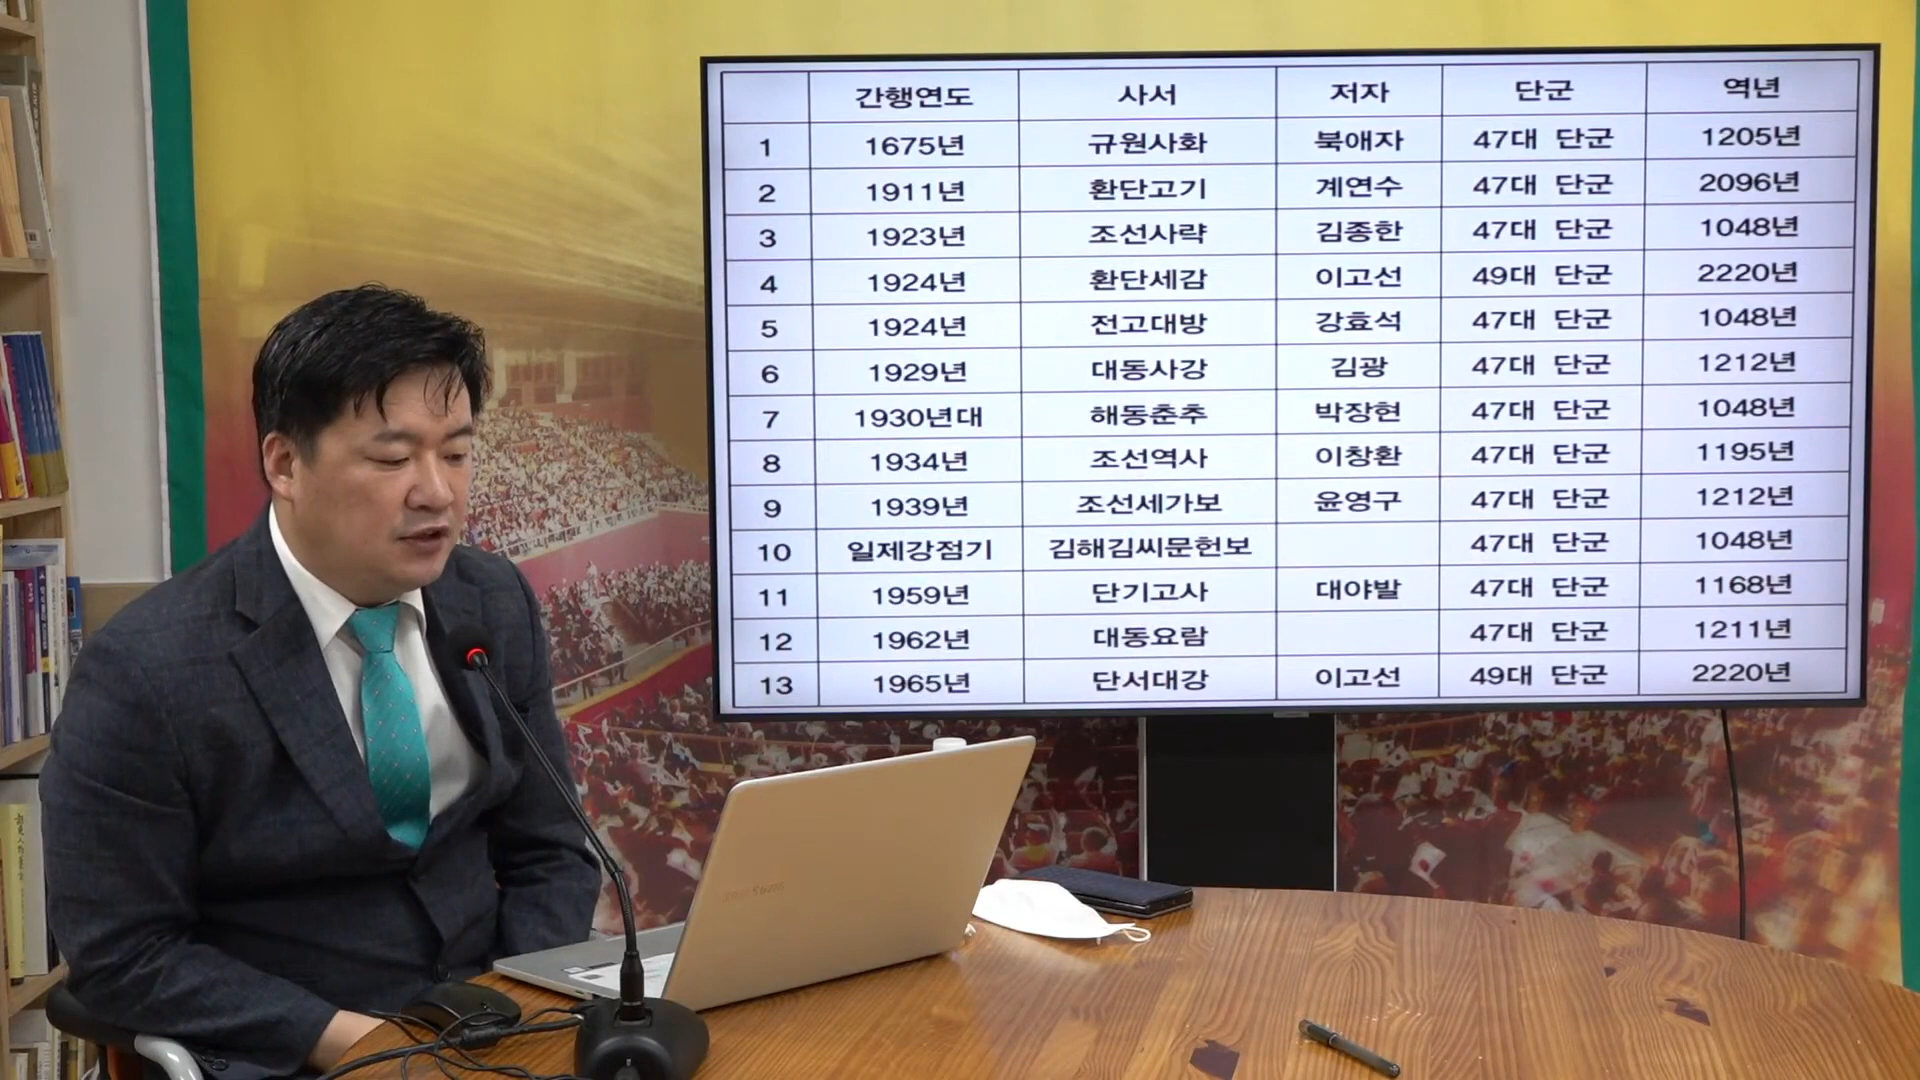 간행연도 사서 저자 단군 역년
1 1675년 규원사화 북애자 47대 단군 1205년
2 1911년 환단고기 계연수 47대 단군 2096년
3 1923년 조선사략 김종한 47대 단군 1048년
4 1924년 환단세감 이고선 49대 단군 2220년
5 1924년 전고대방 강효석 47대 단군 1048년
6 1929년 대동사강 김광 47대 단군 1212년
7 1930년대 해동춘추 박장현 47대 단군 1048년
8 1934년 조선역사 이창환 47대 단군 1195년
9 1939년 조선세가보 윤영구 47대 단군 1212년
10 일제강점기 김해김씨문헌보 47대 단군 1048년
11 1959년 단기고사 대야발 47대 단군 1168년
12 1962년 대동요람 47대 단군 1211년
13 1965년 단서대강 이고선 49대 단군 2220년